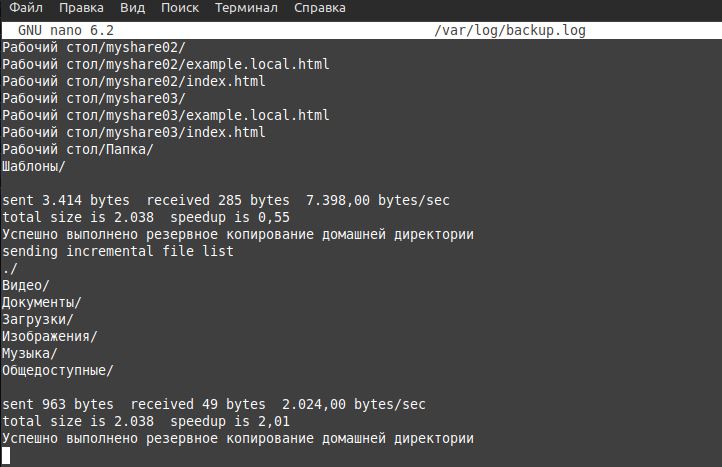 Файл Правка Вид Поиск Терминал Справка
GNU nano 6.2 /var/log/backup.log
Рабочий стол/myshare02/
Рабочий стол/myshare02/example.local.html
Рабочий стол/myshare02/index.html
Рабочий стол/myshare03/
Рабочий стол/myshare03/example.local.html
Рабочий стол/myshare03/index.html
Рабочий стол/Папка/
Шаблоны/
sent 3.414 bytes  received 285 bytes  7.398,00 bytes/sec
total size is 2.038  speedup is 0,55
Успешно выполнено резервное копирование домашней директории
sending incremental file list
./
Видео/
Документы/
Загрузки/
Изображения/
Музыка/
Общедоступные/
sent 963 bytes  received 49 bytes  2.024,00 bytes/sec
total size is 2.038  speedup is 2,01
Успешно выполнено резервное копирование домашней директории